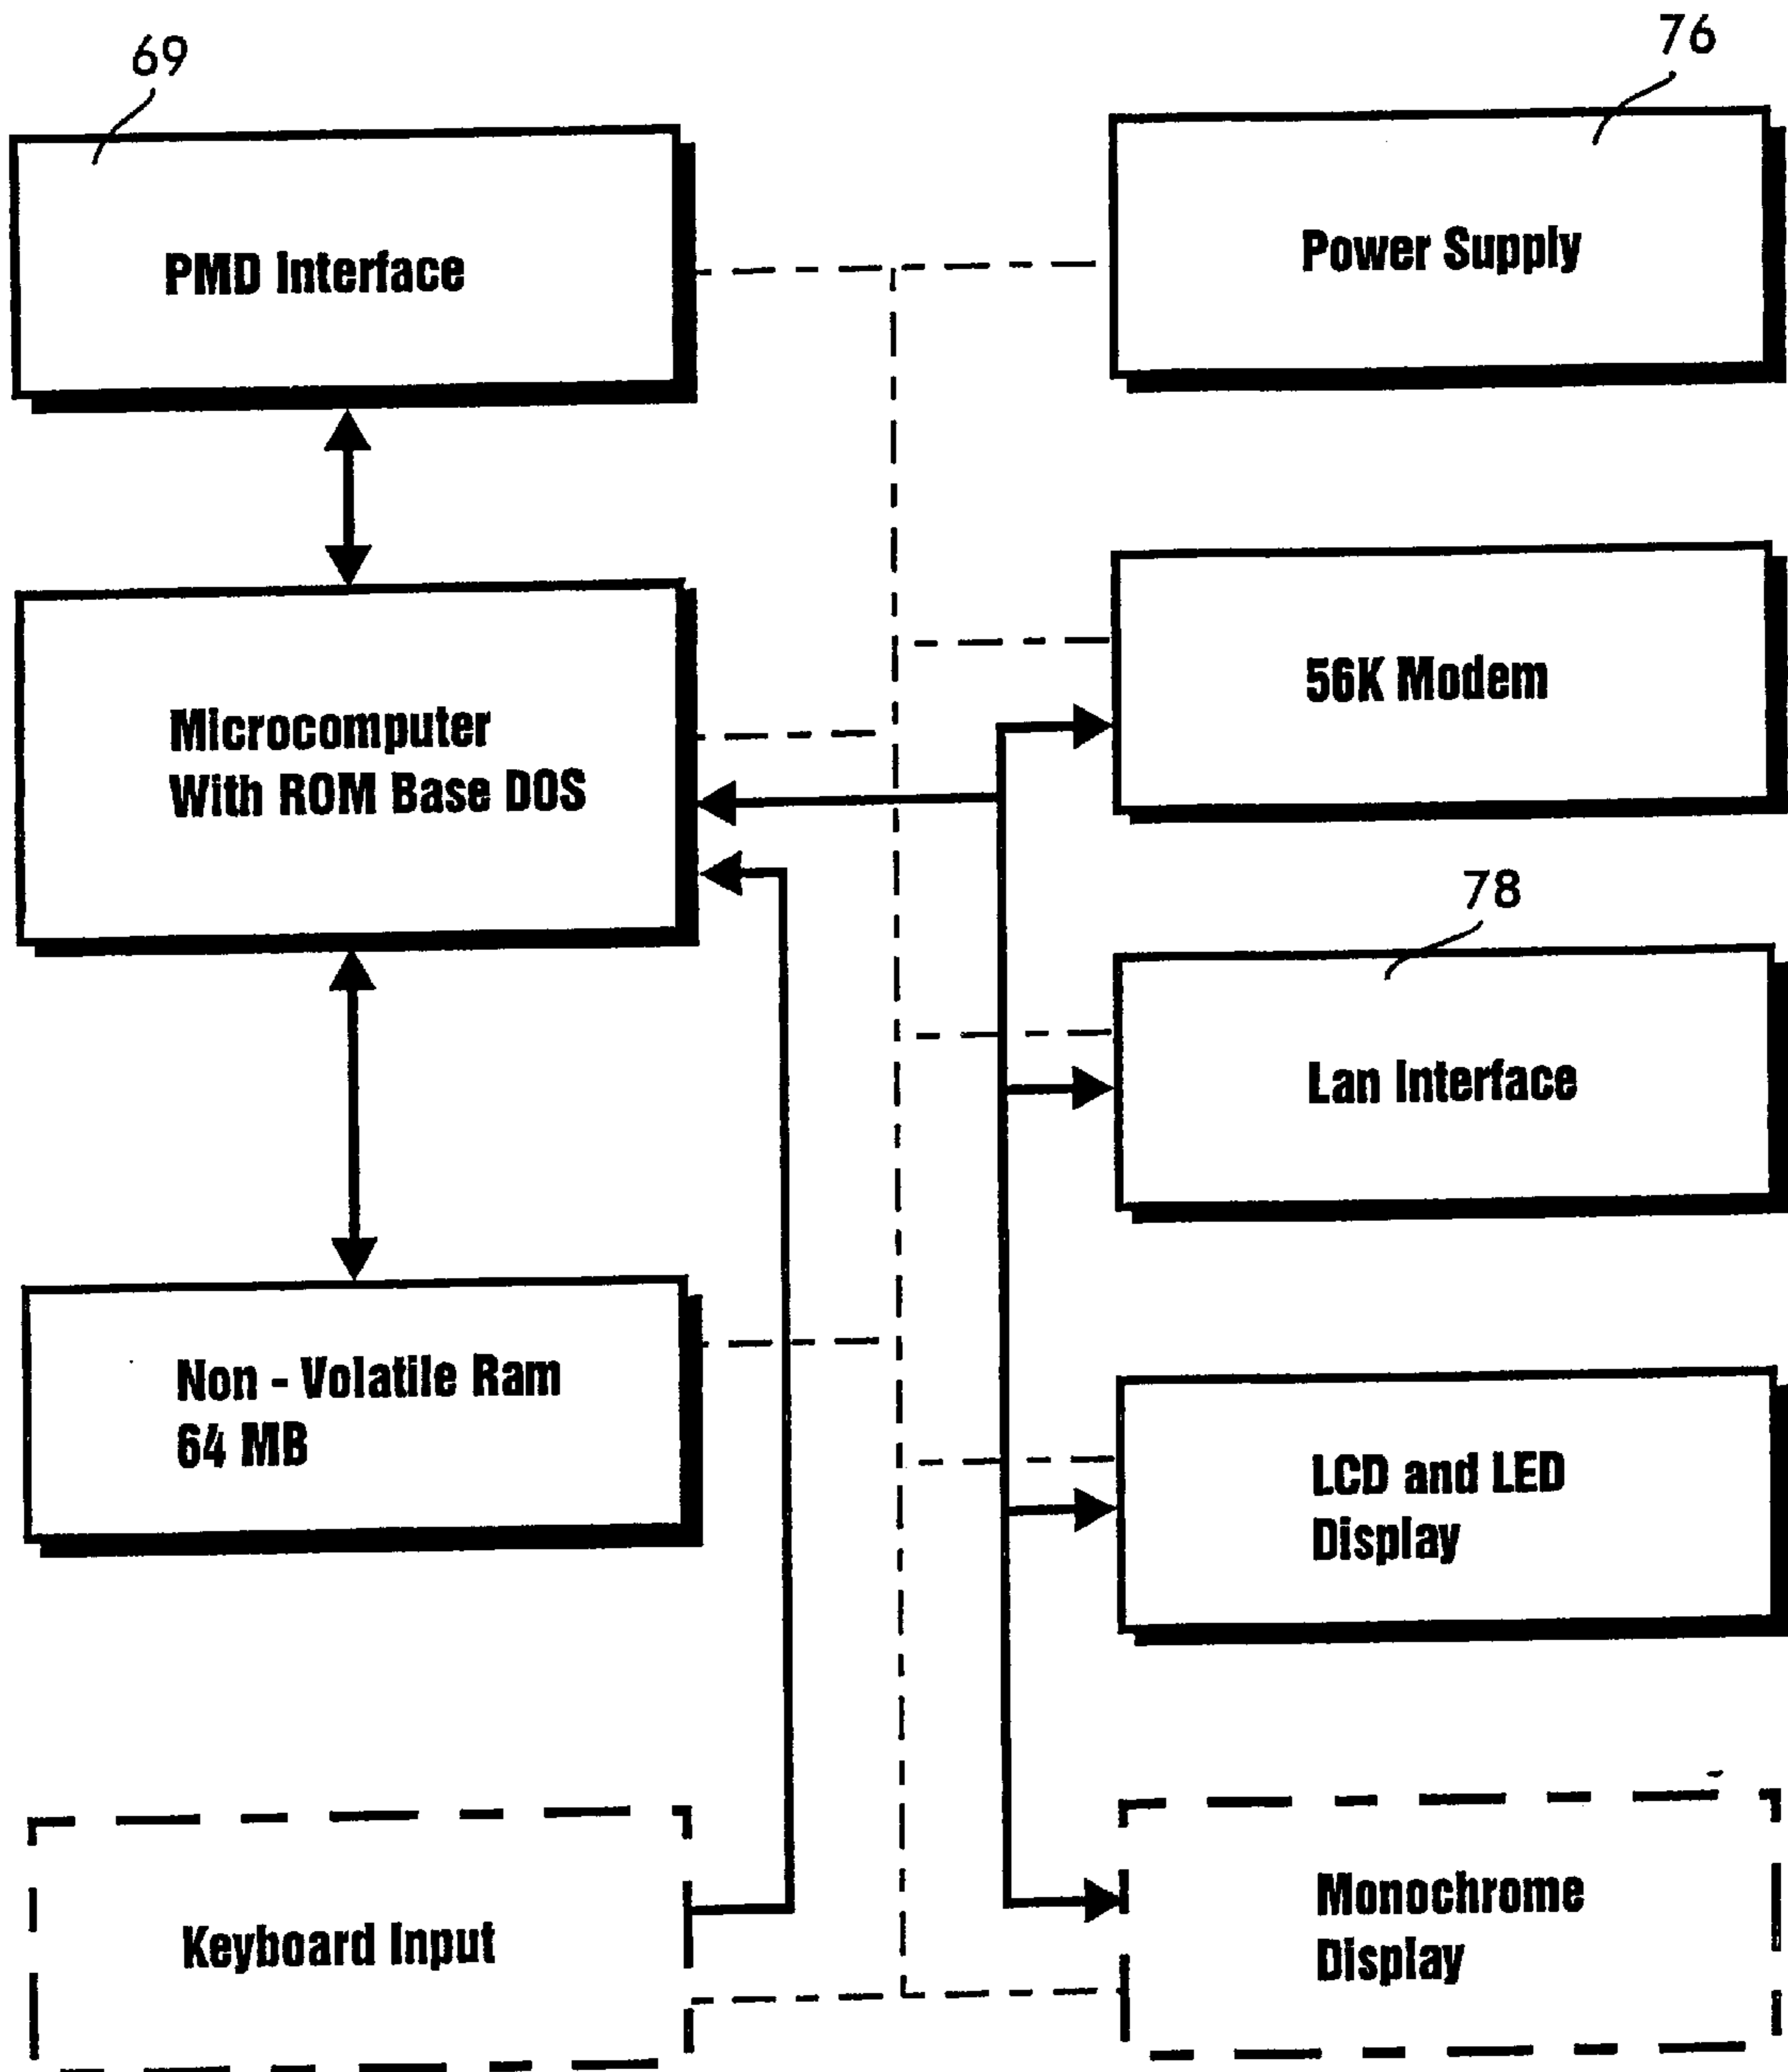 69
76
PMD Interface
Power Supply
56K Modem
Microcomputer
With ROM Base DOS
78
Lan Interface
Non - Volatile Ram
64 MB
LCD and LED
Display
Keyboard Input
Monochrome
Display